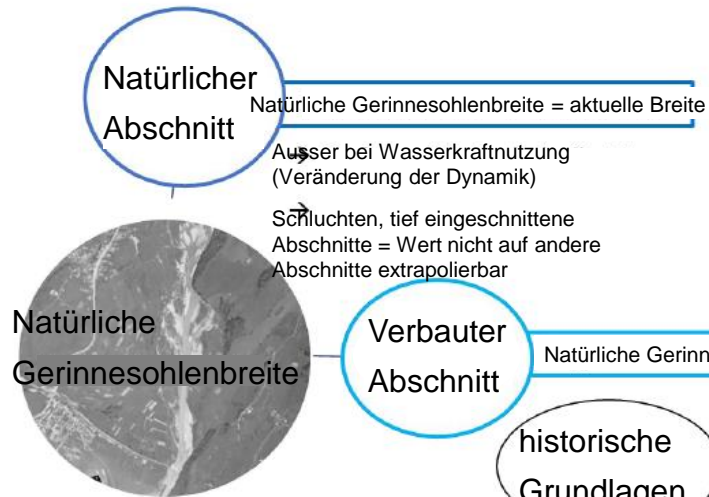 Natürlicher
Abschnitt
Natürliche Gerinnesohlenbreite = aktuelle Breite
→ Ausser bei Wasserkraftnutzung
(Veränderung der Dynamik)
→ Schluchten, tief eingeschnittene
Abschnitte = Wert nicht auf andere
Abschnitte extrapolierbar
Natürliche
Gerinnesohlenbreite
Verbauter
Abschnitt
Natürliche Gerinn
historische
Grundlagen